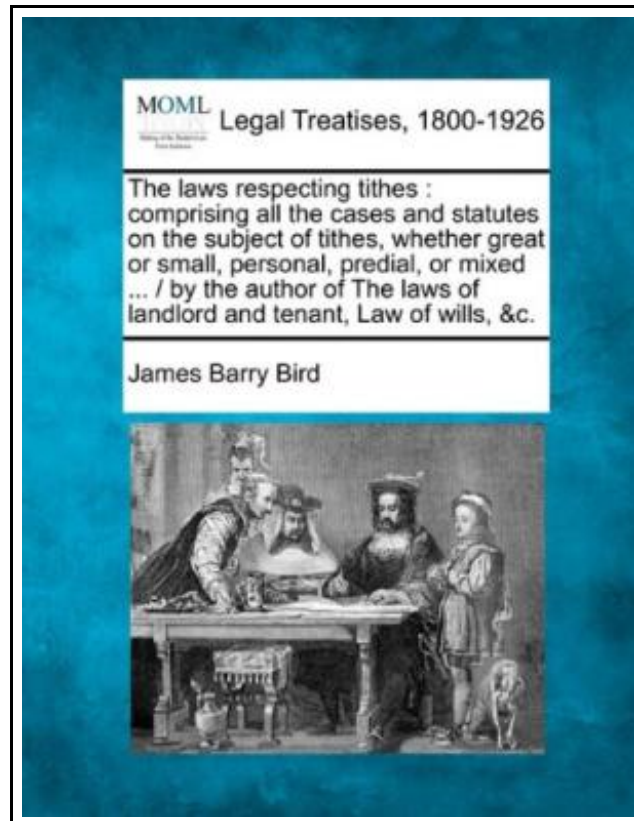 MOML
Legal Treatises, 1800-1926
The laws respecting tithes :
comprising all the cases and statutes
on the subject of tithes, whether great
or small, personal, predial, or mixed
... / by the author of The laws of
landlord and tenant, Law of wills, &c.
James Barry Bird